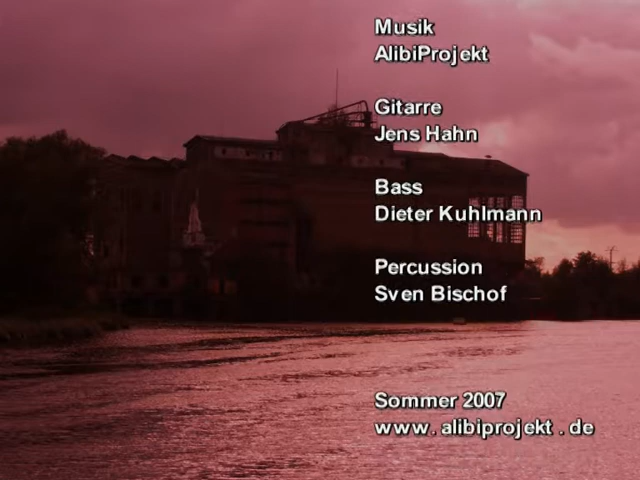 Musik
AlibiProjekt
Gitarre
Jens Hahn
Bass
Dieter Kuhlmann
Percussion
Sven Bischof
Sommer 2007
www.alibiprojekt.de